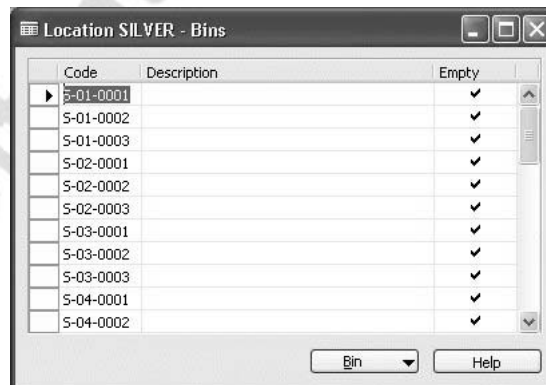 Location SILVER - Bins
Code Description Empty
S-01-0001
S-01-0002
S-01-0003
S-02-0001
S-02-0002
S-02-0003
S-03-0001
S-03-0002
S-03-0003
S-04-0001
S-04-0002
Bin Help